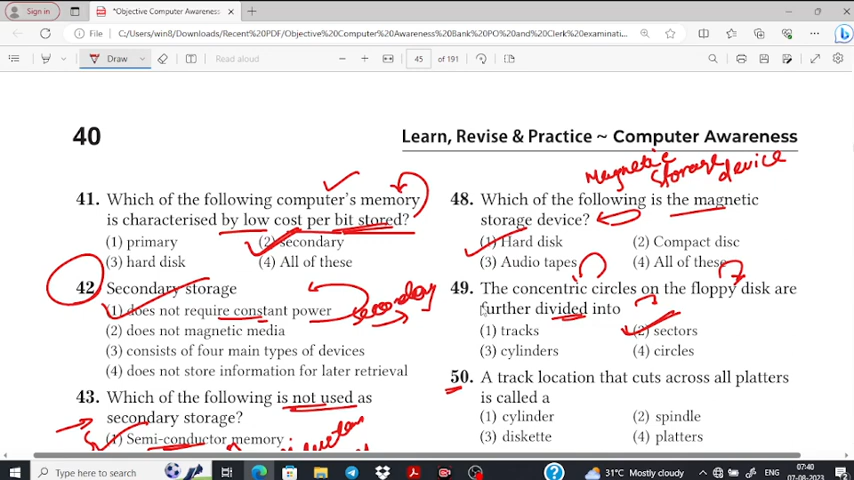 Sign in
*Objective Computer Awareness
C:/Users/win8/Downloads/Recent%20PDF/Objective%20Computer%20Awareness%20Bank%20PO%20and%20Clerk%20examinati...
Draw
Read aloud
45 of 191
40
Learn, Revise & Practice ~ Computer Awareness
41. Which of the following computer's memory
is characterised by low cost per bit stored?
(1) primary (2) secondary
(3) hard disk (4) All of these
42. Secondary storage
(1) does not require constant power
secondary
(2) does not magnetic media
(3) consists of four main types of devices
(4) does not store information for later retrieval
43. Which of the following is not used as
secondary storage?
(1) Semi-conductor memory
Magnetic storage device
48. Which of the following is the magnetic
storage device?
(1) Hard disk (2) Compact disc
(3) Audio tapes (4) All of these
49. The concentric circles on the floppy disk are
further divided into
(1) tracks (2) sectors
(3) cylinders (4) circles
50. A track location that cuts across all platters
is called a
(1) cylinder (2) spindle
(3) diskette (4) platters
Type here to search
31°C Mostly cloudy
ENG
07:40
07-08-2023